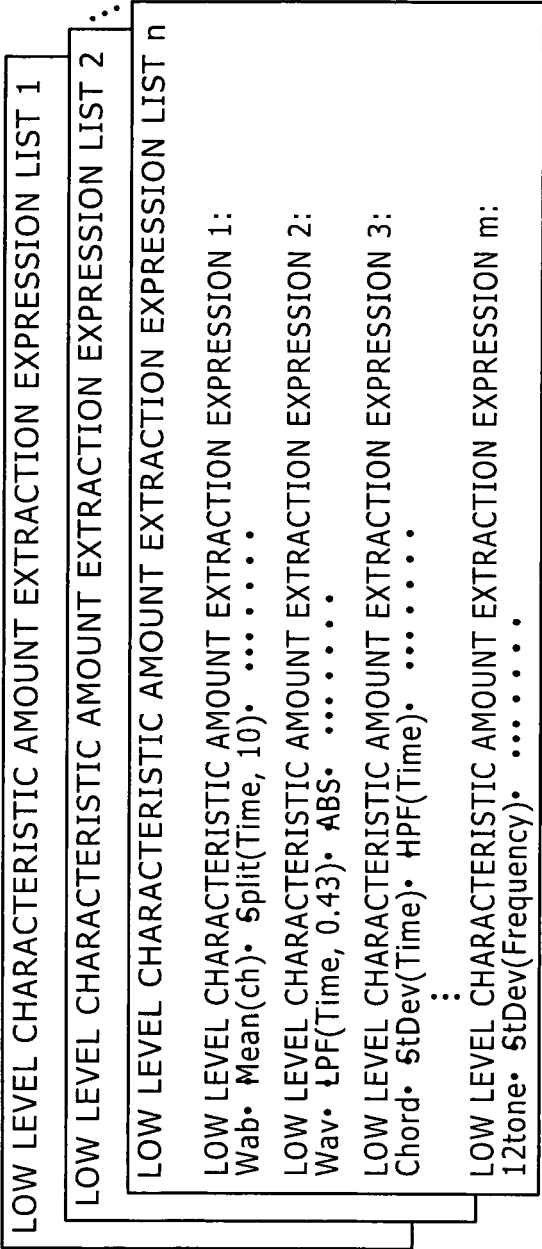 LOW LEVEL CHARACTERISTIC AMOUNT EXTRACTION EXPRESSION LIST 1
LOW LEVEL CHARACTERISTIC AMOUNT EXTRACTION EXPRESSION LIST 2
...
LOW LEVEL CHARACTERISTIC AMOUNT EXTRACTION EXPRESSION LIST n
LOW LEVEL CHARACTERISTIC AMOUNT EXTRACTION EXPRESSION 1:
Wab• Mean(ch)• Split(Time, 10)• •••••••
LOW LEVEL CHARACTERISTIC AMOUNT EXTRACTION EXPRESSION 2:
Wav• LPF(Time, 0.43)• ABS• •••••••
LOW LEVEL CHARACTERISTIC AMOUNT EXTRACTION EXPRESSION 3:
Chord• StDev(Time)• HPF(Time)• •••••••
⋮
LOW LEVEL CHARACTERISTIC AMOUNT EXTRACTION EXPRESSION m:
12tone• StDev(Frequency)• •••••••